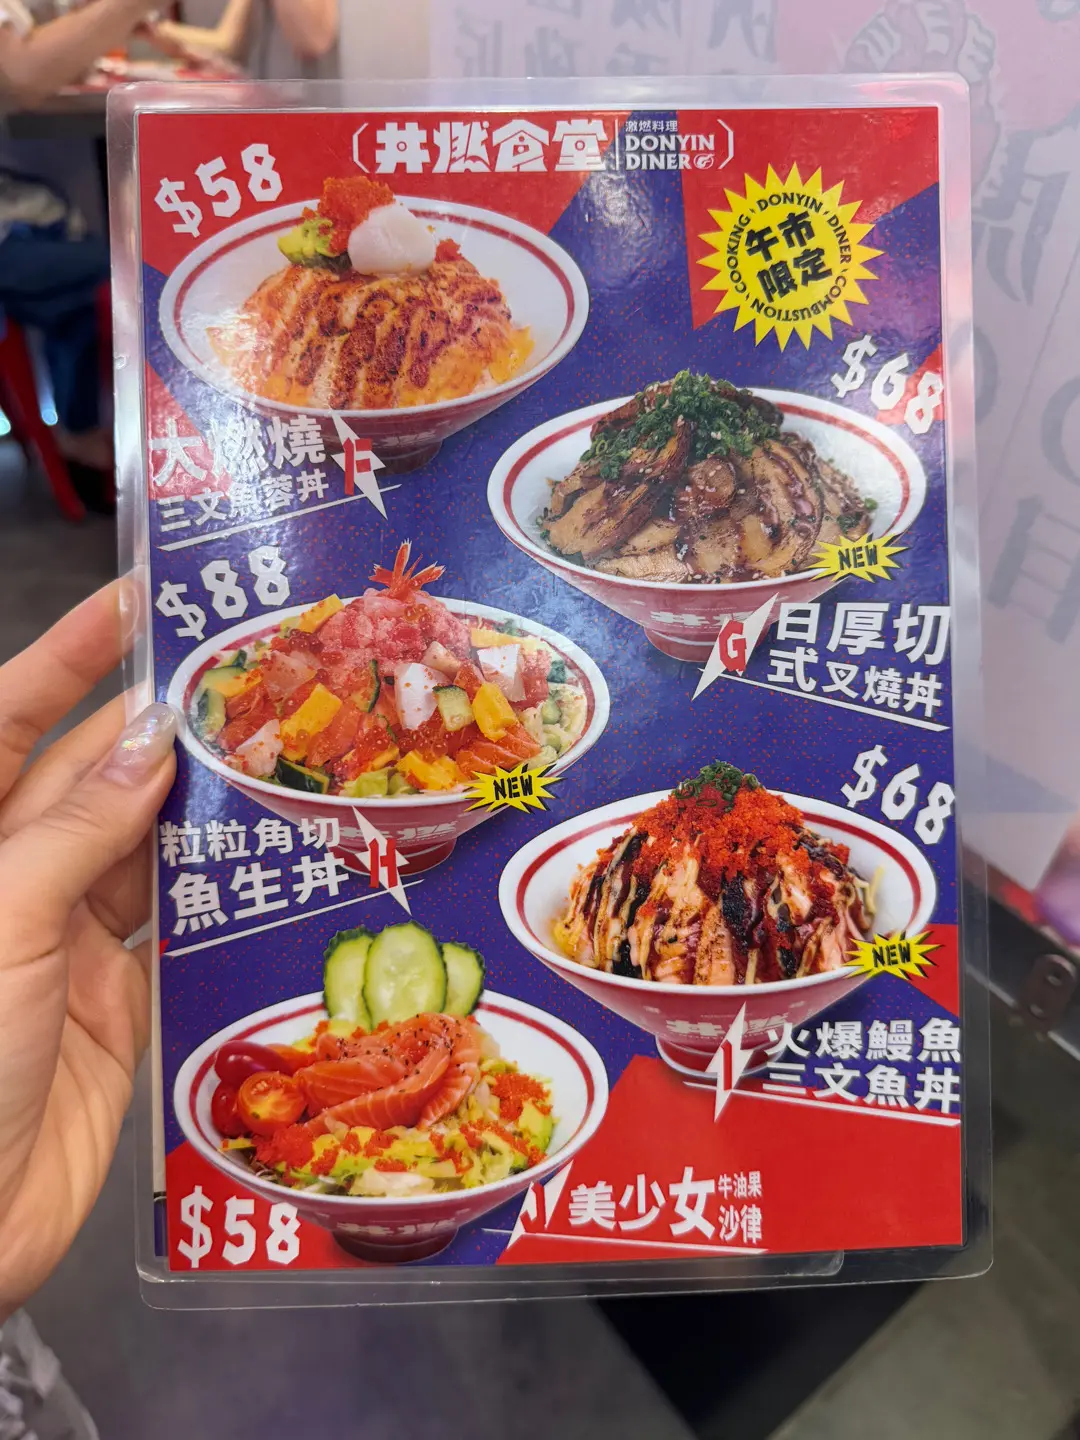 丼燃食堂
激燃料理
DONYIN
DINER
$58
COOKING · DONYIN · DINER · COMBUSTION
午市
限定
大燃燒
三文魚蓉丼
F
$68
NEW
G
日式厚切
叉燒丼
$88
NEW
粒粒角切
魚生丼
H
$68
NEW
I
火爆鰻魚
三文魚丼
$58
J
美少女
牛油果
沙律